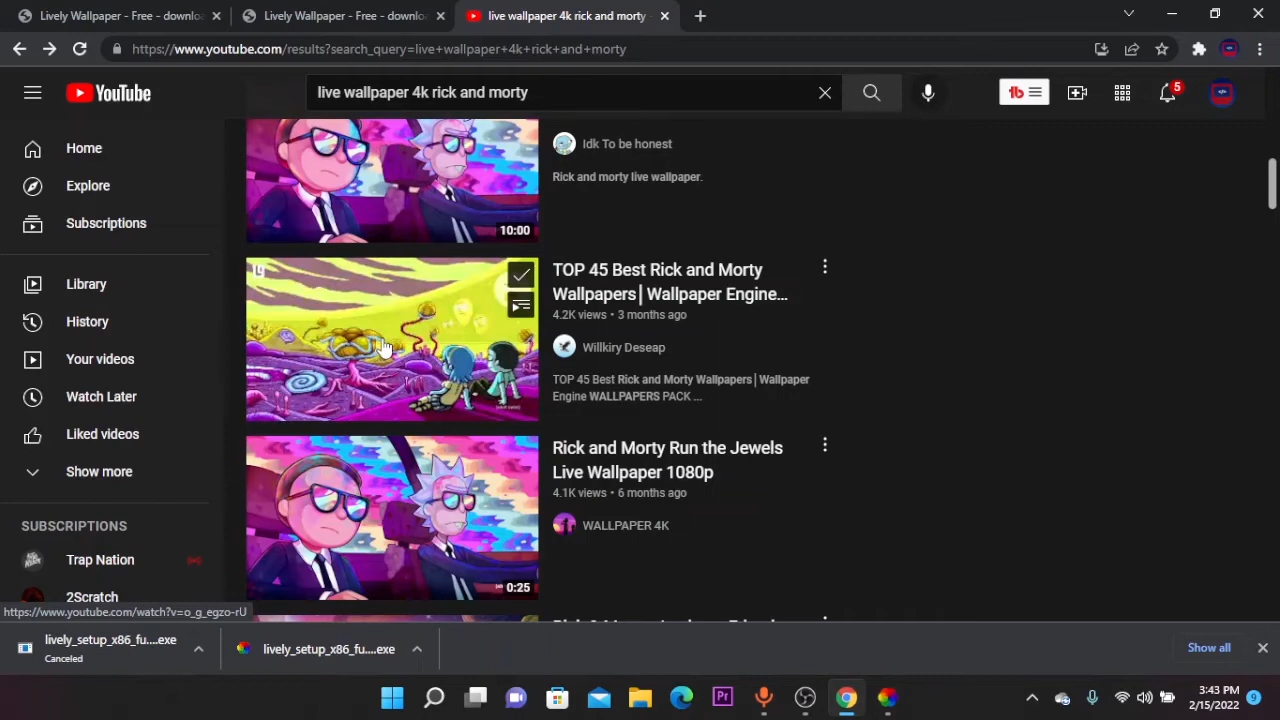 Lively Wallpaper - Free - downlo
Lively Wallpaper - Free - downlo
live wallpaper 4k rick and morty -
https://www.youtube.com/results?search_query=live+wallpaper+4k+rick+and+morty
YouTube
live wallpaper 4k rick and morty
5
Home
Explore
Subscriptions
Library
History
Your videos
Watch Later
Liked videos
Show more
SUBSCRIPTIONS
Trap Nation
2Scratch
10:00
Idk To be honest
Rick and morty live wallpaper.
TOP 45 Best Rick and Morty
Wallpapers│Wallpaper Engine...
4.2K views • 3 months ago
Willkiry Deseap
TOP 45 Best Rick and Morty Wallpapers│Wallpaper
Engine WALLPAPERS PACK ...
0:25
Rick and Morty Run the Jewels
Live Wallpaper 1080p
4.1K views • 6 months ago
WALLPAPER 4K
https://www.youtube.com/watch?v=o_g_egzo-rU
lively_setup_x86_fu....exe
Canceled
lively_setup_x86_fu....exe
Show all
Pr
3:43 PM
2/15/2022
9